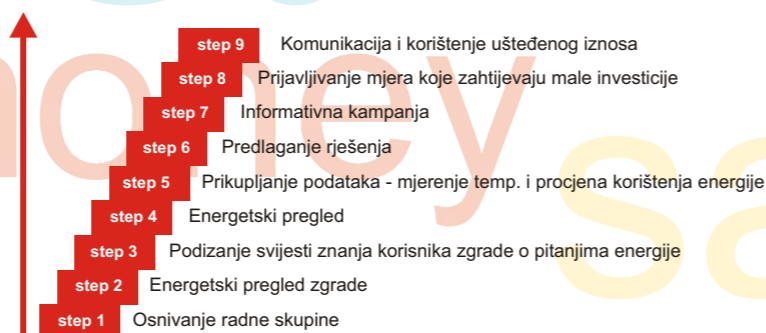 step 9 Komunikacija i korištenje ušteđenog iznosa
step 8 Prijavljivanje mjera koje zahtijevaju male investicije
step 7 Informativna kampanja
step 6 Predlaganje rješenja
step 5 Prikupljanje podataka - mjerenje temp. i procjena korištenja energije
step 4 Energetski pregled
step 3 Podizanje svijesti znanja korisnika zgrade o pitanjima energije
step 2 Energetski pregled zgrade
step 1 Osnivanje radne skupine
money
sa